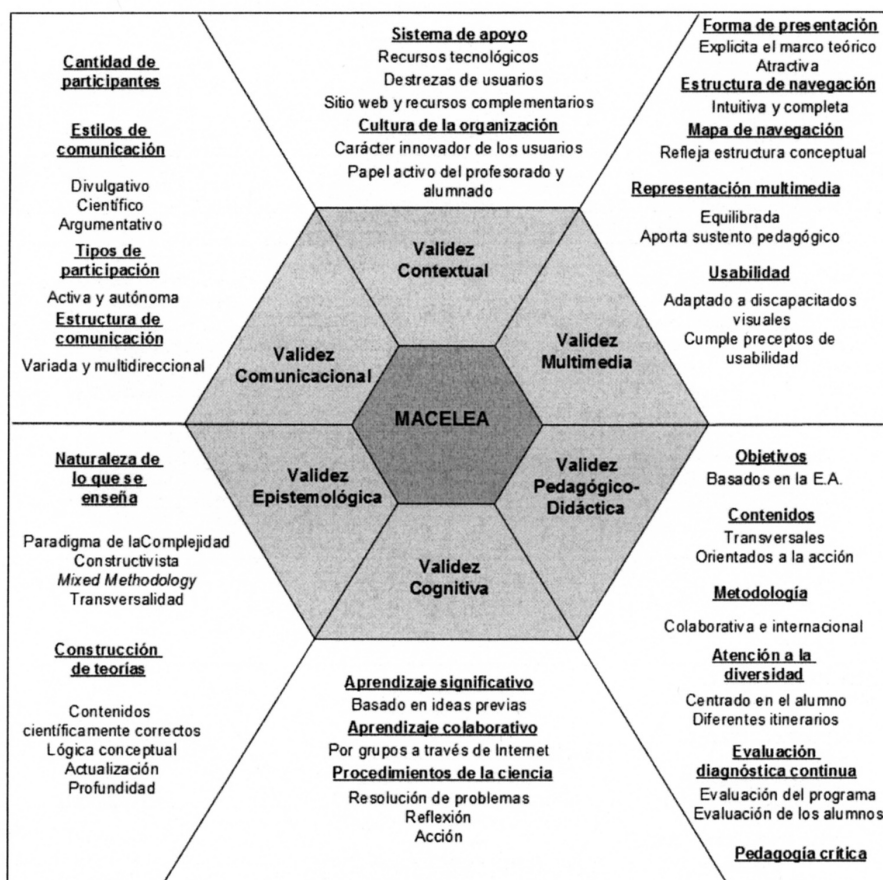 Cantidad de
participantes
Estilos de
comunicación
Divulgativo
Científico
Argumentativo
Tipos de
participación
Activa y autónoma
Estructura de
comunicación
Variada y multidireccional
Sistema de apoyo
Recursos tecnológicos
Destrezas de usuarios
Sitio web y recursos complementarios
Cultura de la organización
Carácter innovador de los usuarios
Papel activo del profesorado y
alumnado
Forma de presentación
Explicita el marco teórico
Atractiva
Estructura de navegación
Intuitiva y completa
Mapa de navegación
Refleja estructura conceptual
Representación multimedia
Equilibrada
Aporta sustento pedagógico
Usabilidad
Adaptado a discapacitados
visuales
Cumple preceptos de
usabilidad
Validez
Contextual
Validez
Comunicacional
Validez
Multimedia
MACELEA
Validez
Epistemológica
Validez
Pedagógico-
Didáctica
Validez
Cognitiva
Naturaleza de
lo que se
enseña
Paradigma de laComplejidad
Constructivista
Mixed Methodology
Transversalidad
Construcción
de teorías
Contenidos
científicamente correctos
Lógica conceptual
Actualización
Profundidad
Aprendizaje significativo
Basado en ideas previas
Aprendizaje colaborativo
Por grupos a través de Internet
Procedimientos de la ciencia
Resolución de problemas
Reflexión
Acción
Objetivos
Basados en la E.A.
Contenidos
Transversales
Orientados a la acción
Metodología
Colaborativa e internacional
Atención a la
diversidad
Centrado en el alumno
Diferentes itinerarios
Evaluación
diagnóstica continua
Evaluación del programa
Evaluación de los alumnos
Pedagogía crítica